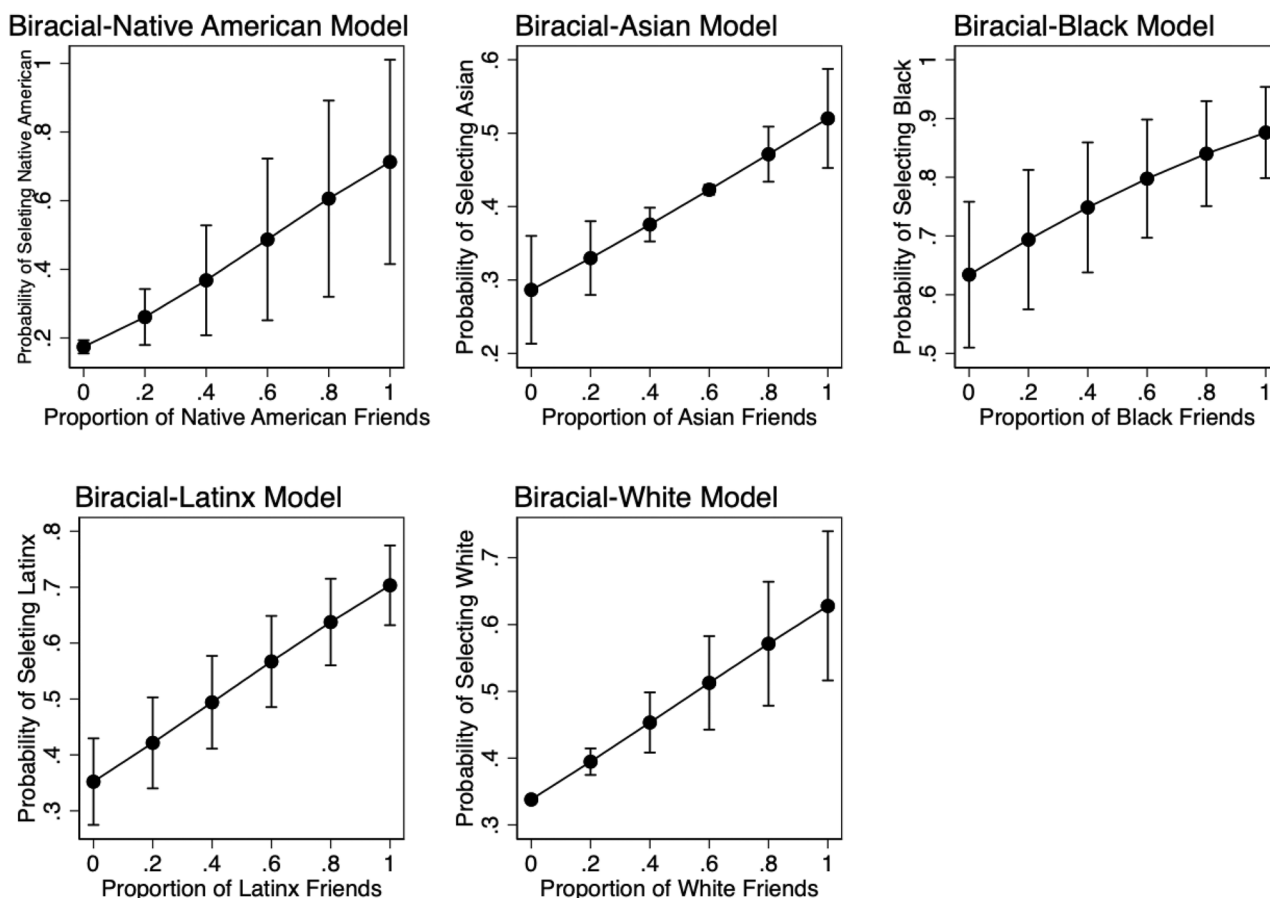 Biracial-Native American Model
Probability of Seleting Native American
1
.8
.6
.4
.2
0 .2 .4 .6 .8 1
Proportion of Native American Friends
Biracial-Asian Model
Probability of Selecting Asian
.6
.5
.4
.3
.2
0 .2 .4 .6 .8 1
Proportion of Asian Friends
Biracial-Black Model
Probability of Selecting Black
1
.9
.8
.7
.6
.5
0 .2 .4 .6 .8 1
Proportion of Black Friends
Biracial-Latinx Model
Probability of Seleting Latinx
.8
.7
.6
.5
.4
.3
0 .2 .4 .6 .8 1
Proportion of Latinx Friends
Biracial-White Model
Probability of Selecting White
.7
.6
.5
.4
.3
0 .2 .4 .6 .8 1
Proportion of White Friends